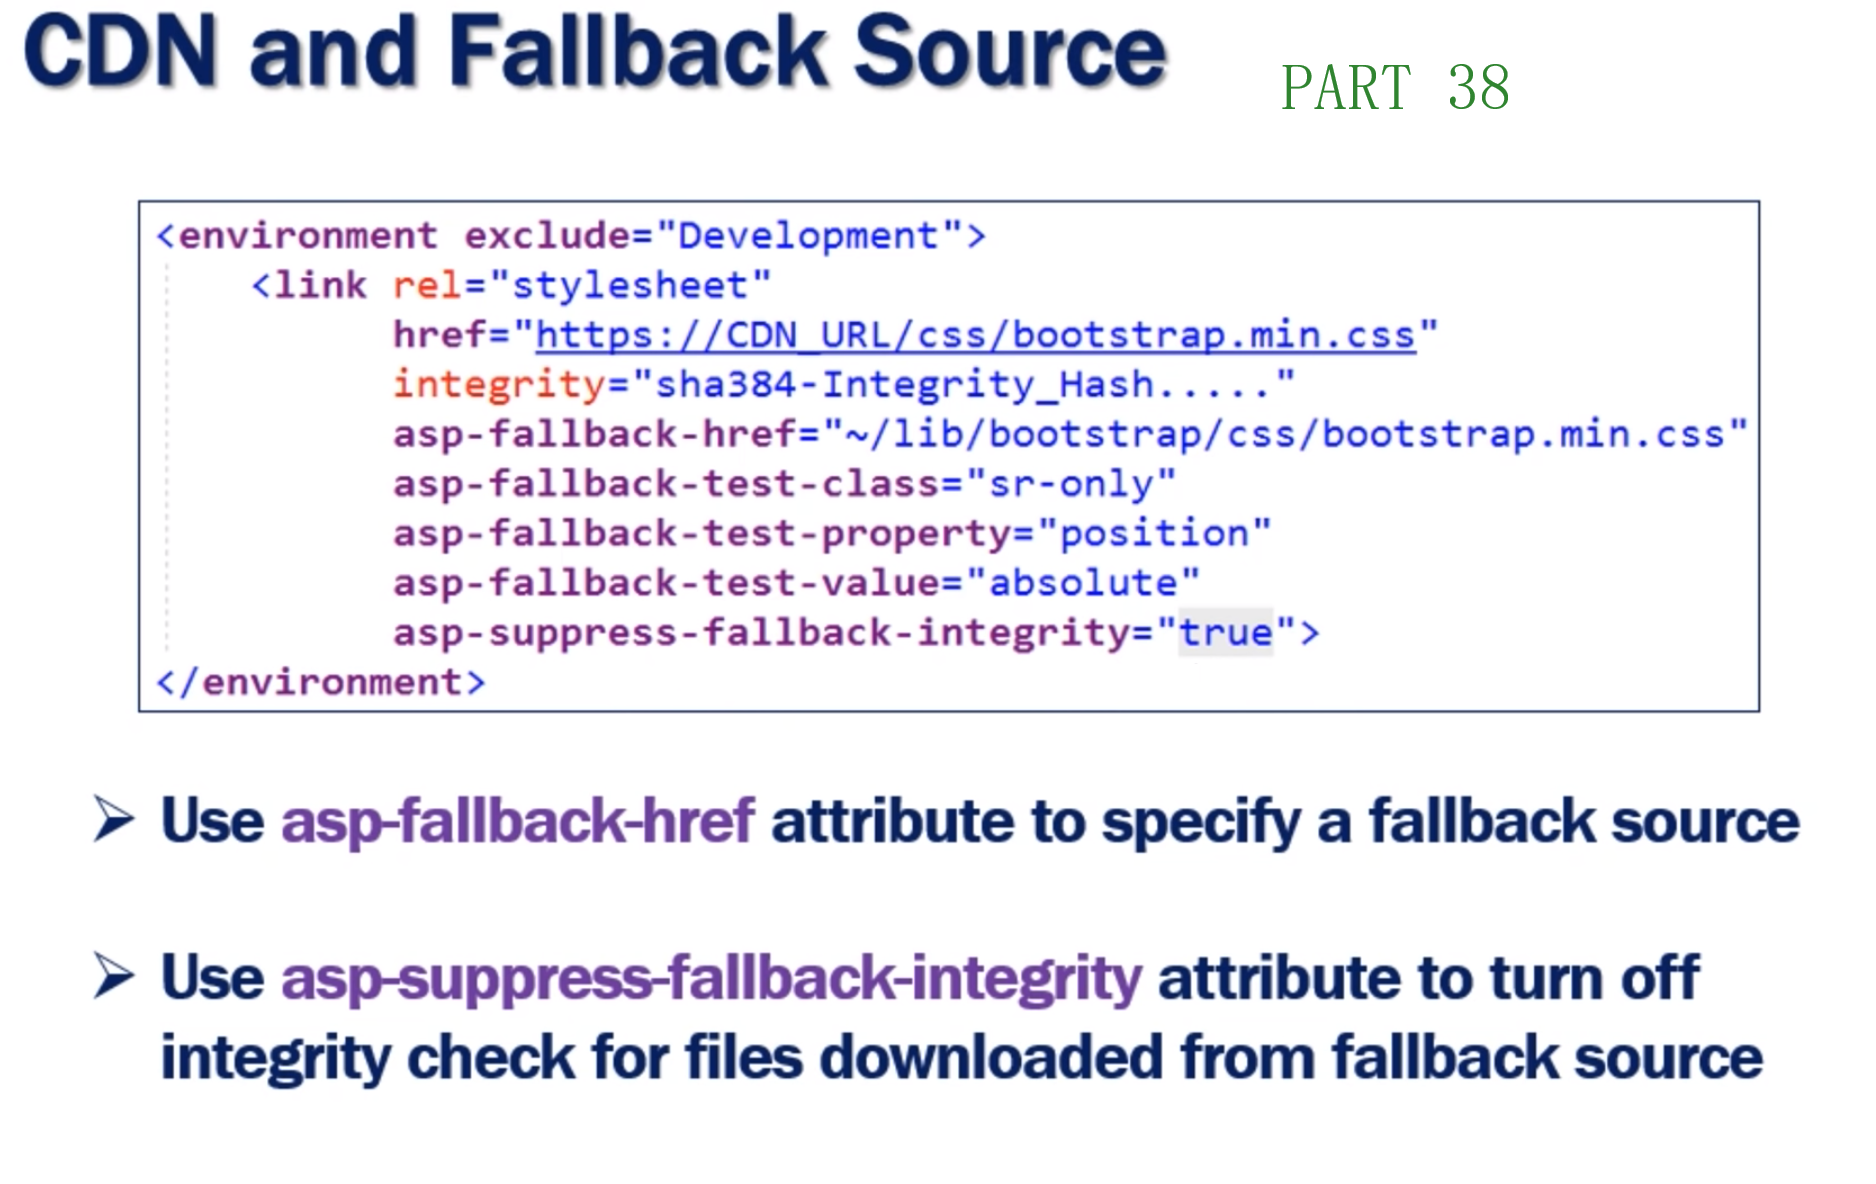 CDN and Fallback Source
PART 38
<environment exclude="Development">
<link rel="stylesheet"
href="https://CDN_URL/css/bootstrap.min.css"
integrity="sha384-Integrity_Hash....."
asp-fallback-href="~/lib/bootstrap/css/bootstrap.min.css"
asp-fallback-test-class="sr-only"
asp-fallback-test-property="position"
asp-fallback-test-value="absolute"
asp-suppress-fallback-integrity="true">
</environment>
➢ Use asp-fallback-href attribute to specify a fallback source
➢ Use asp-suppress-fallback-integrity attribute to turn off
integrity check for files downloaded from fallback source